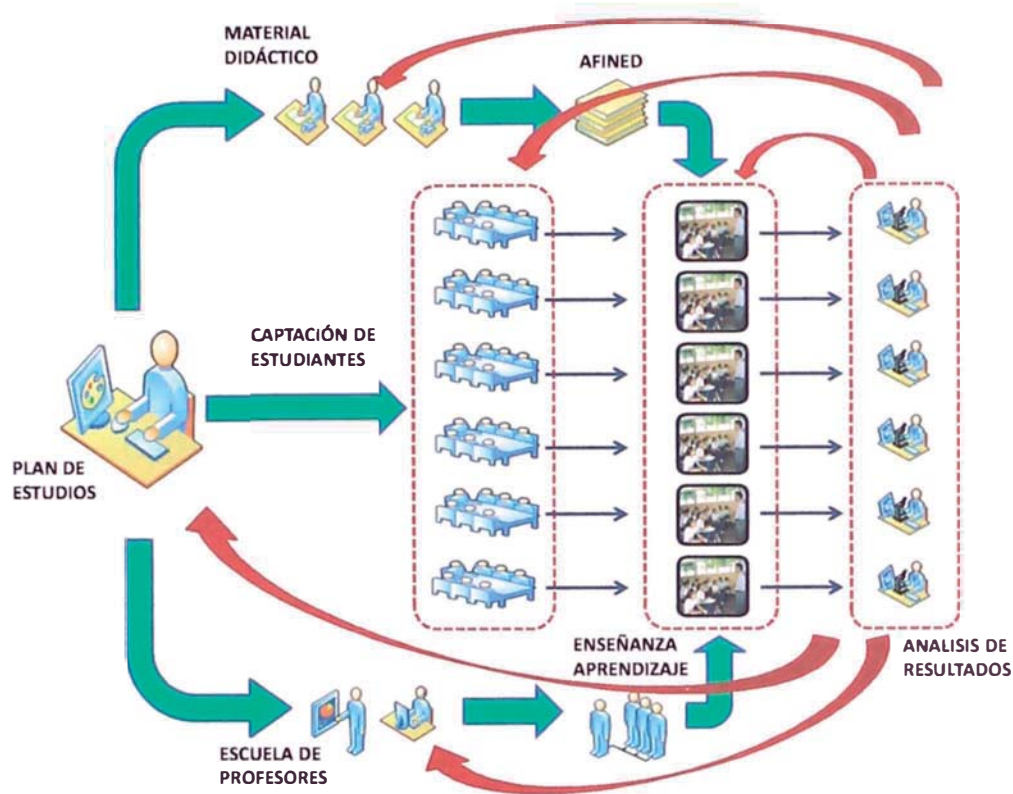 MATERIAL
DIDÁCTICO
AFINED
CAPTACIÓN DE
ESTUDIANTES
PLAN DE
ESTUDIOS
ENSEÑANZA
APRENDIZAJE
ANALISIS DE
RESULTADOS
ESCUELA DE
PROFESORES